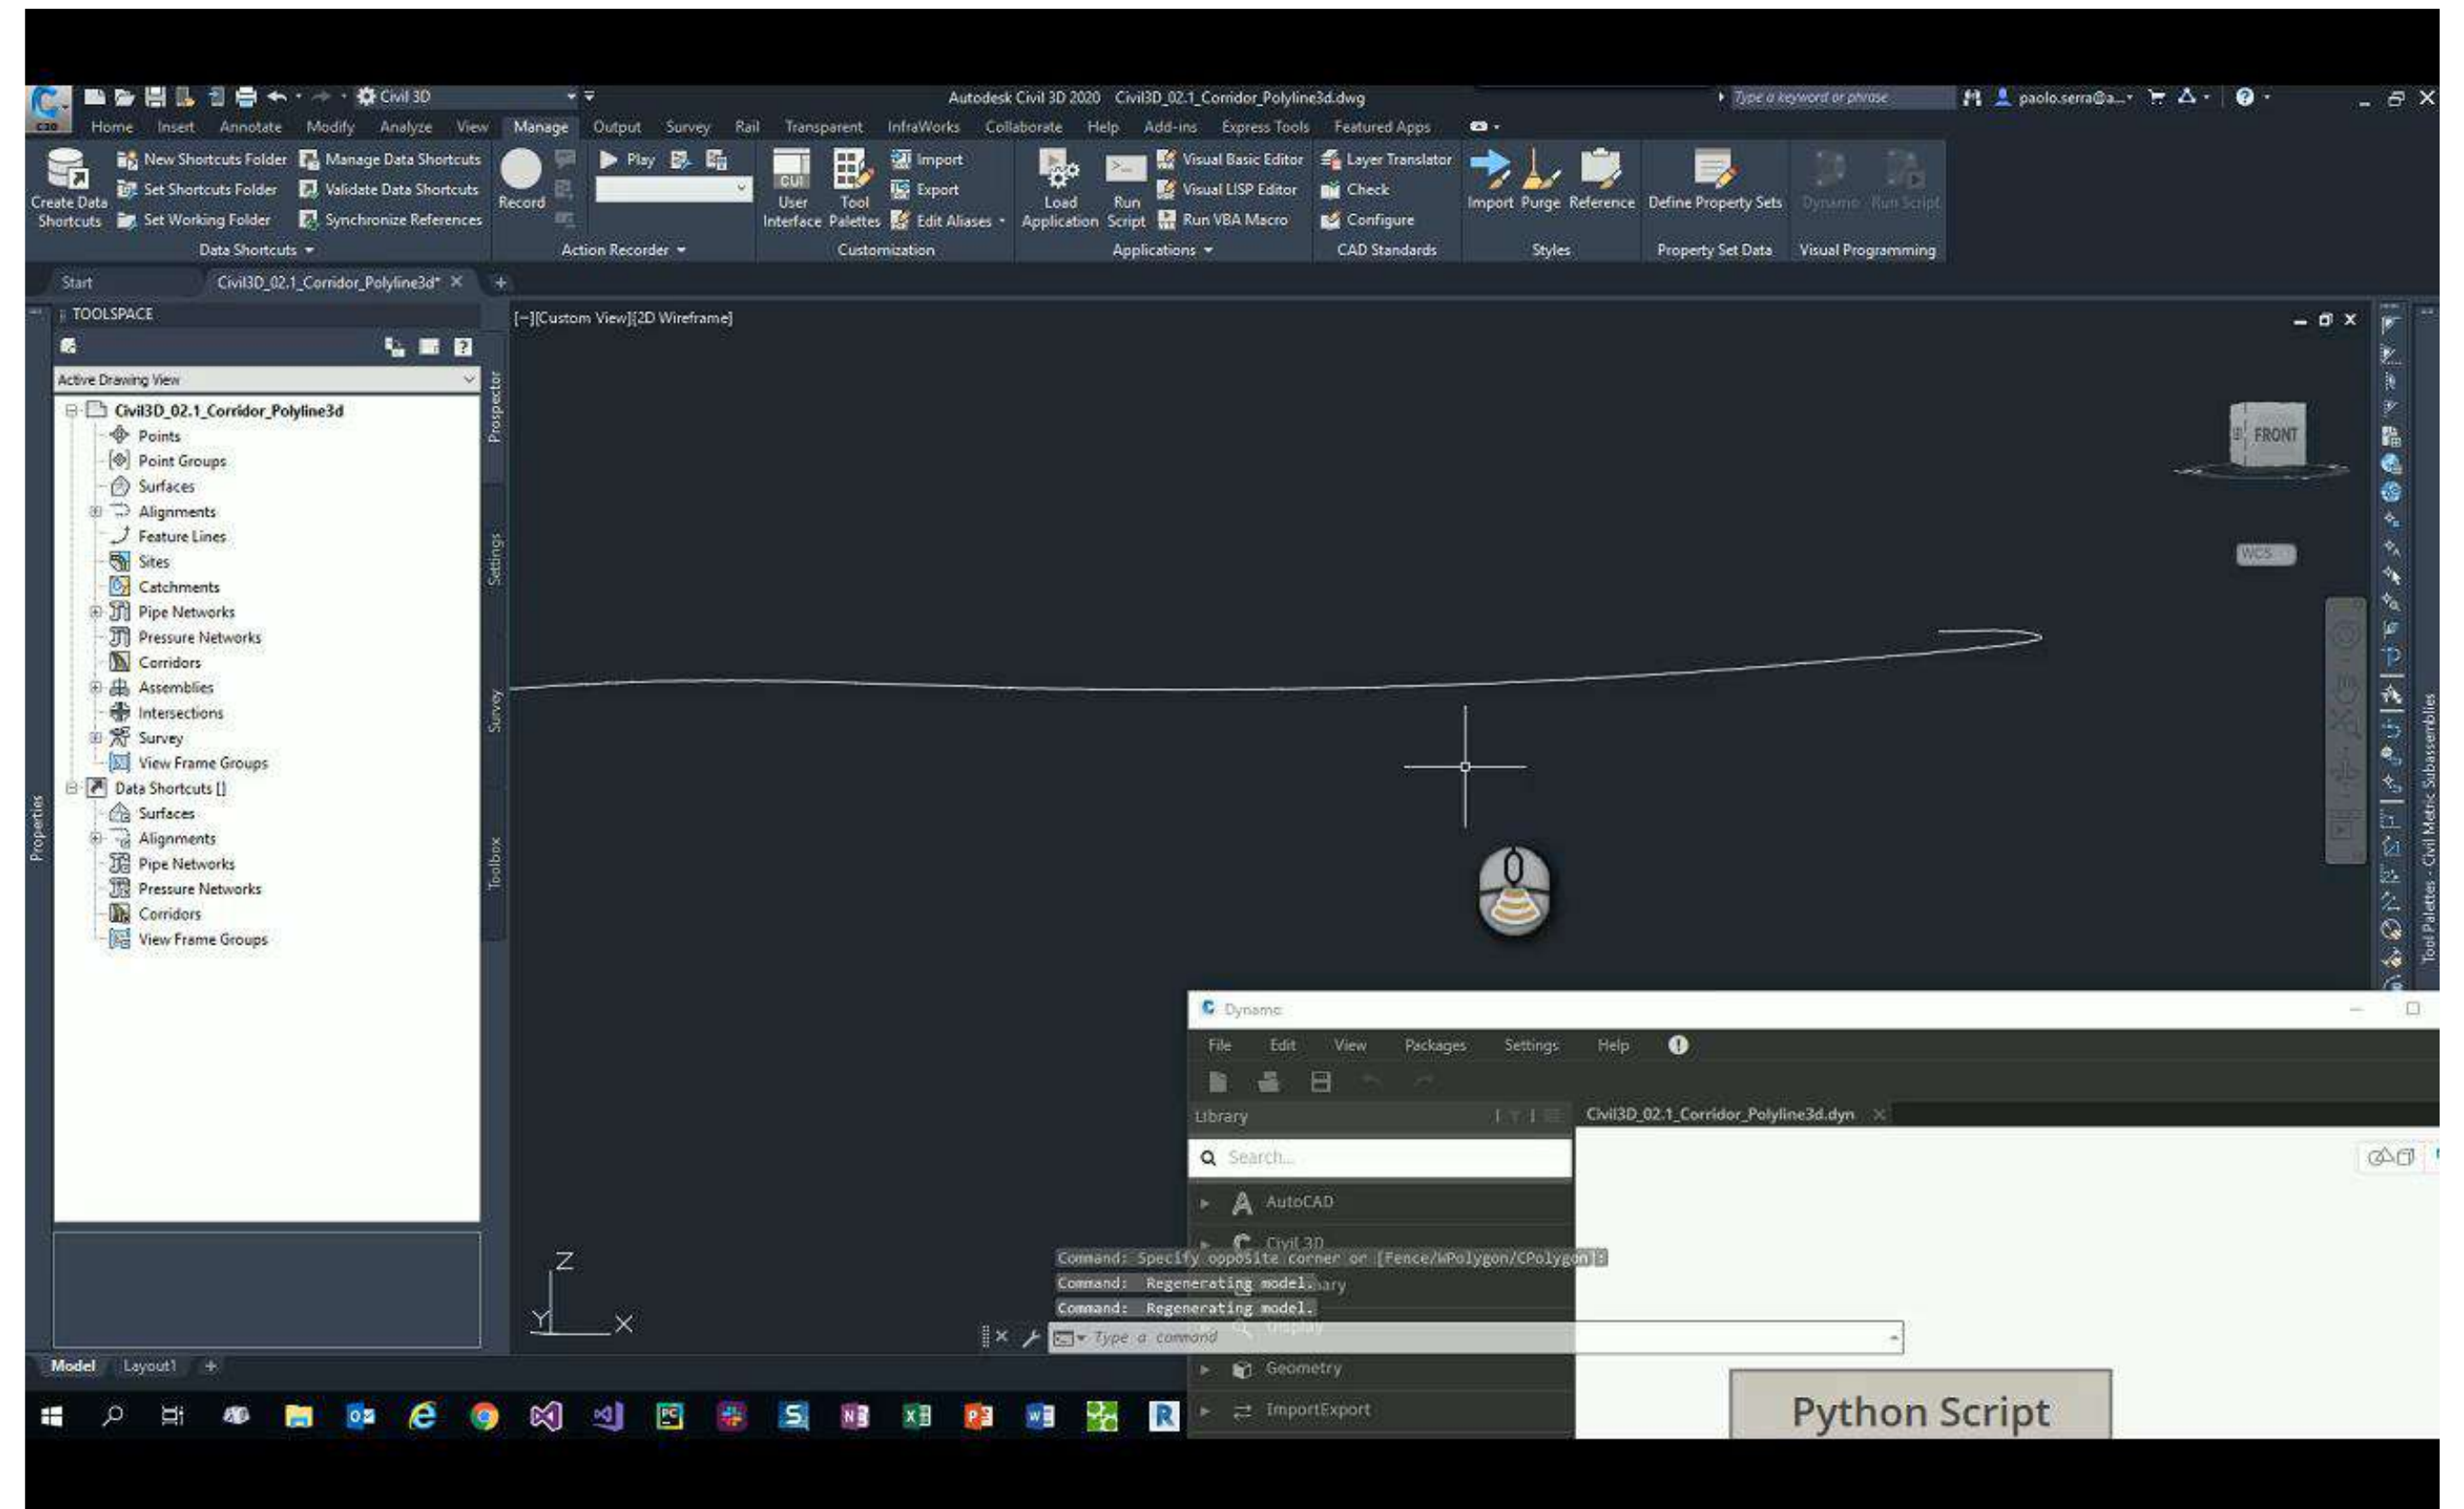 Civil 3D
Autodesk Civil 3D 2020 Civil3D_02.1_Corridor_Polyline3d.dwg
Type a keyword or phrase
paolo.serra@a...
Home Insert Annotate Modify Analyze View Manage Output Survey Rail Transparent InfraWorks Collaborate Help Add-ins Express Tools Featured Apps
New Shortcuts Folder Manage Data Shortcuts Play Import Visual Basic Editor Layer Translator
CUI
Set Shortcuts Folder Validate Data Shortcuts Export Visual LISP Editor Check
Create Data Shortcuts Record User Interface Tool Palettes Load Application Run Script Import Purge Reference Define Property Sets Dynamo Run Script
Set Working Folder Synchronize References Edit Aliases Run VBA Macro Configure
Data Shortcuts Action Recorder Customization Applications CAD Standards Styles Property Set Data Visual Programming
Start Civil3D_02.1_Corridor_Polyline3d*
TOOLSPACE
[−][Custom View][2D Wireframe]
Active Drawing View
Civil3D_02.1_Corridor_Polyline3d
Points
Point Groups
Surfaces
Alignments
Feature Lines
Sites
Catchments
Pipe Networks
Pressure Networks
Corridors
Assemblies
Intersections
Survey
View Frame Groups
Data Shortcuts []
Surfaces
Alignments
Pipe Networks
Pressure Networks
Corridors
View Frame Groups
Prospector
Settings
Survey
Toolbox
Properties
FRONT
WCS
Tool Palettes - Civil Metric Subassemblies
Z
Y X
Dynamo
File Edit View Packages Settings Help
Library
Civil3D_02.1_Corridor_Polyline3d.dyn
Search...
AutoCAD
Civil 3D
Command: Specify opposite corner or [Fence/WPolygon/CPolygon]:
Command: Regenerating model.
Command: Regenerating model.
Type a command
Display
Geometry
ImportExport
Python Script
Model Layout1